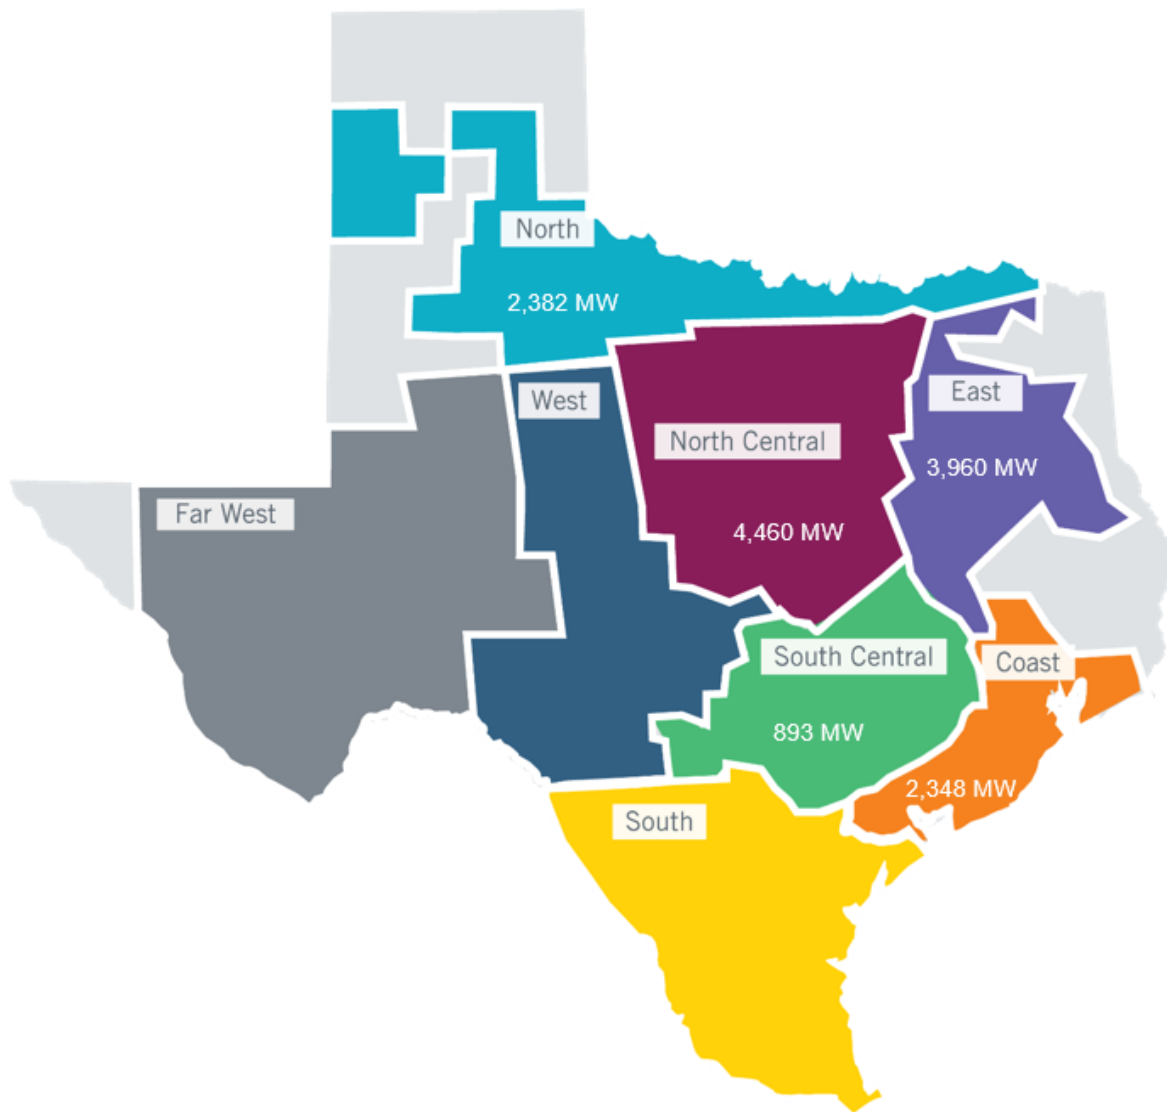 North
2,382 MW
West
East
North Central
3,960 MW
Far West
4,460 MW
South Central
Coast
893 MW
2,348 MW
South